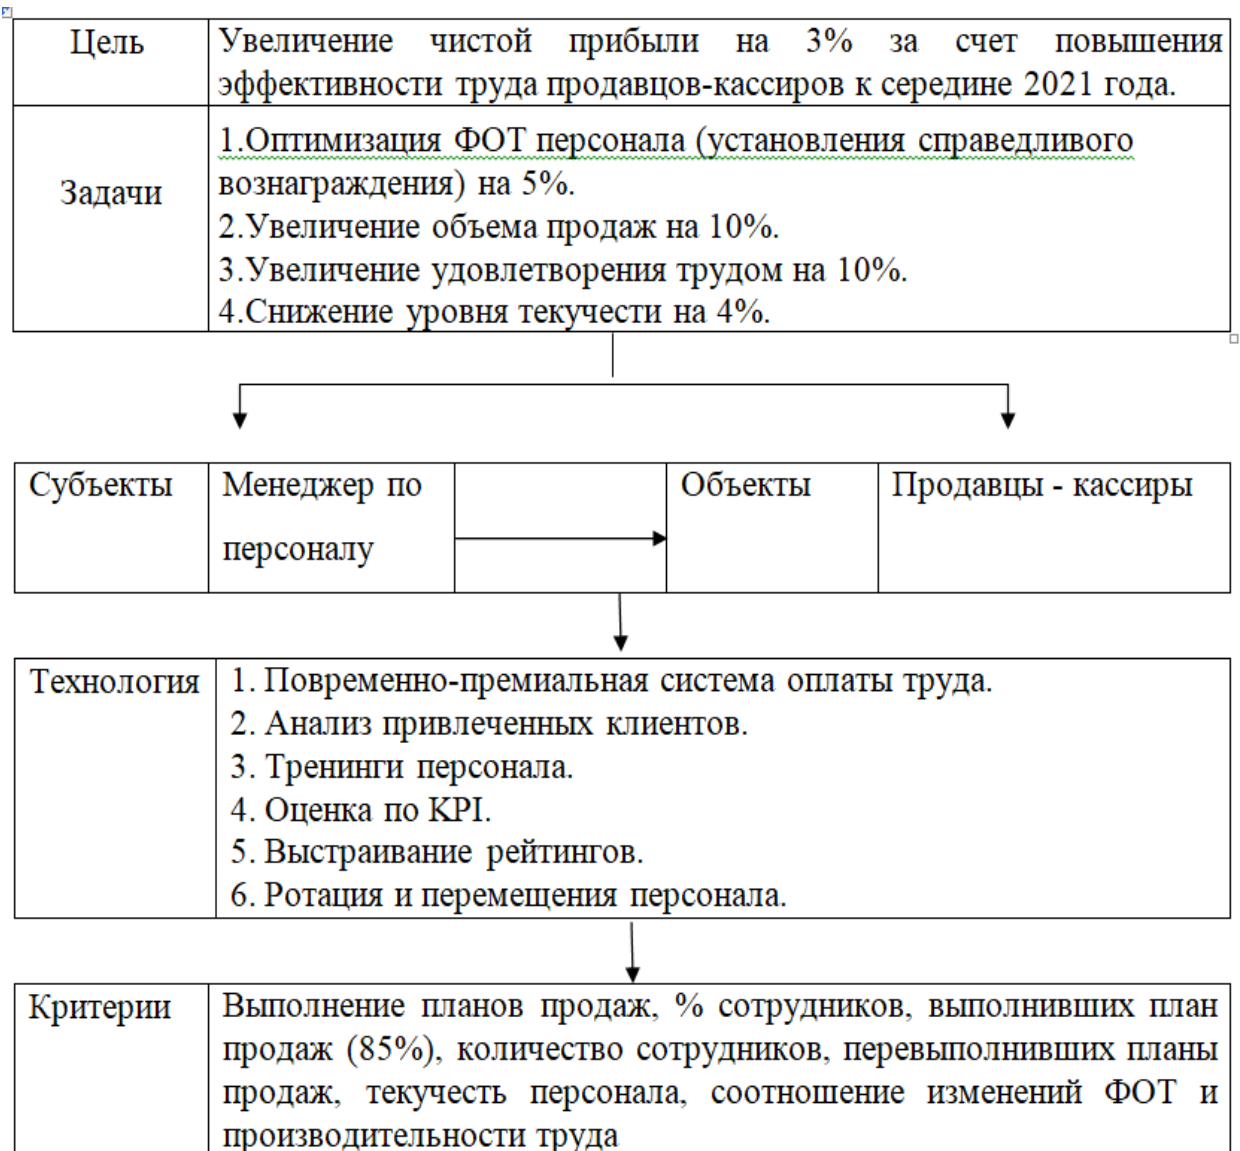 Цель
Увеличение чистой прибыли на 3% за счет повышения
эффективности труда продавцов-кассиров к середине 2021 года.
Задачи
1.Оптимизация ФОТ персонала (установления справедливого
вознаграждения) на 5%.
2.Увеличение объема продаж на 10%.
3.Увеличение удовлетворения трудом на 10%.
4.Снижение уровня текучести на 4%.
Субъекты
Менеджер по
персоналу
Объекты
Продавцы - кассиры
Технология
1. Повременно-премиальная система оплаты труда.
2. Анализ привлеченных клиентов.
3. Тренинги персонала.
4. Оценка по KPI.
5. Выстраивание рейтингов.
6. Ротация и перемещения персонала.
Критерии
Выполнение планов продаж, % сотрудников, выполнивших план
продаж (85%), количество сотрудников, перевыполнивших планы
продаж, текучесть персонала, соотношение изменений ФОТ и
производительности труда